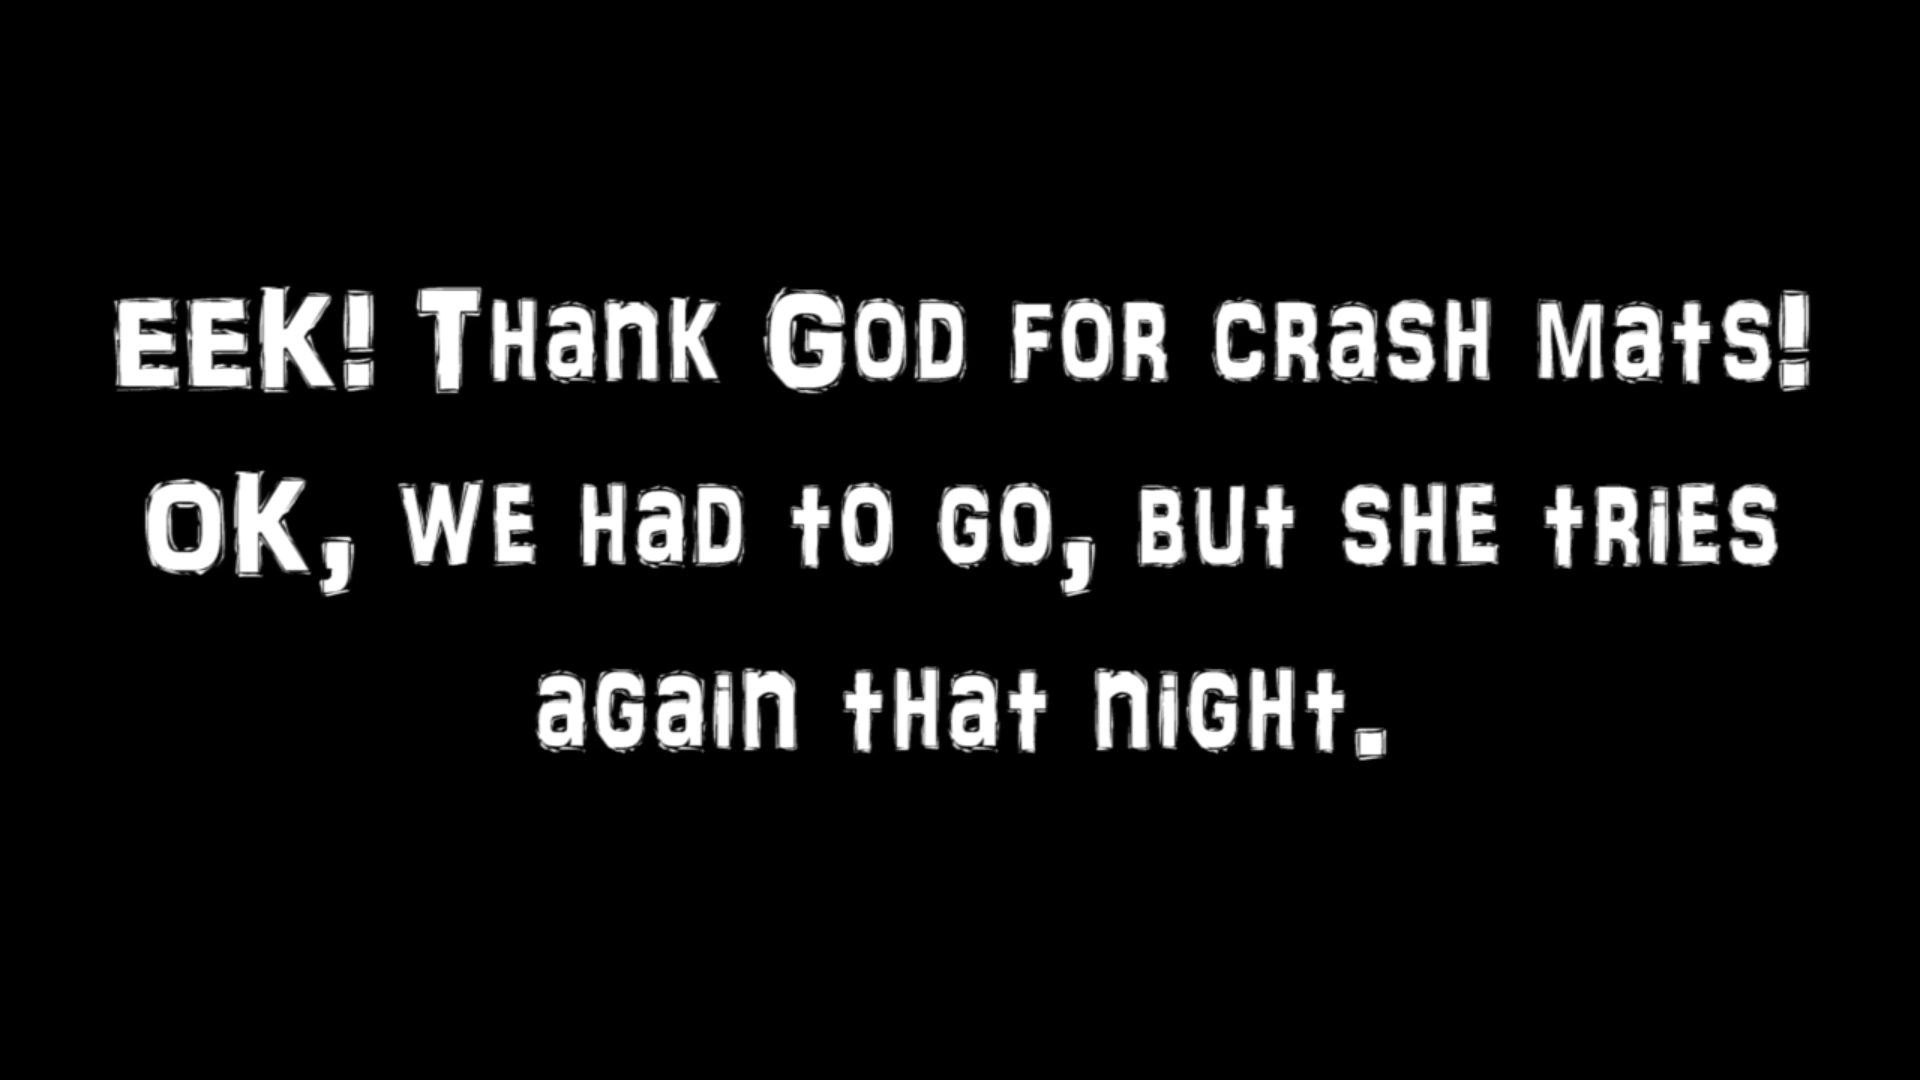 EEK! Thank God for crash mats!
OK, we had to go, but she tries
again that night.